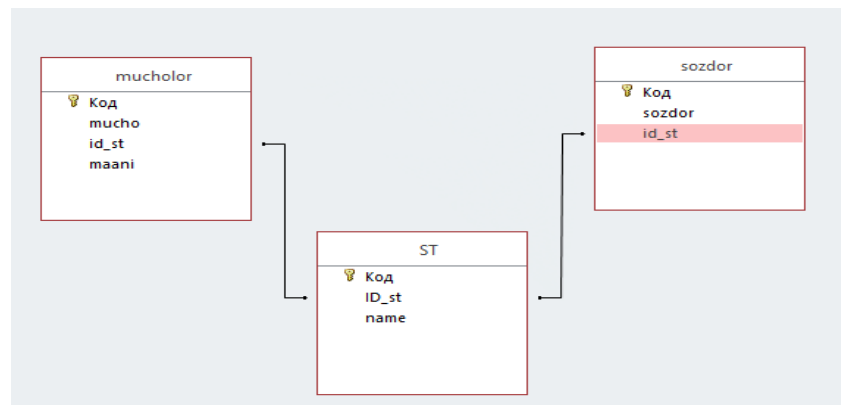 mucholor
Код
mucho
id_st
maani
sozdor
Код
sozdor
id_st
ST
Код
ID_st
name